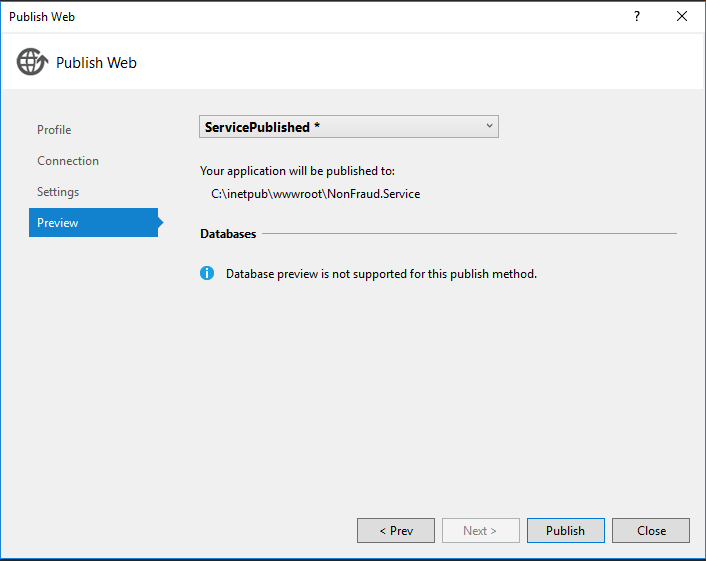 Publish Web
?
Publish Web
Profile
Connection
Settings
Preview
ServicePublished *
Your application will be published to:
C:\inetpub\wwwroot\NonFraud.Service
Databases
Database preview is not supported for this publish method.
< Prev
Next >
Publish
Close